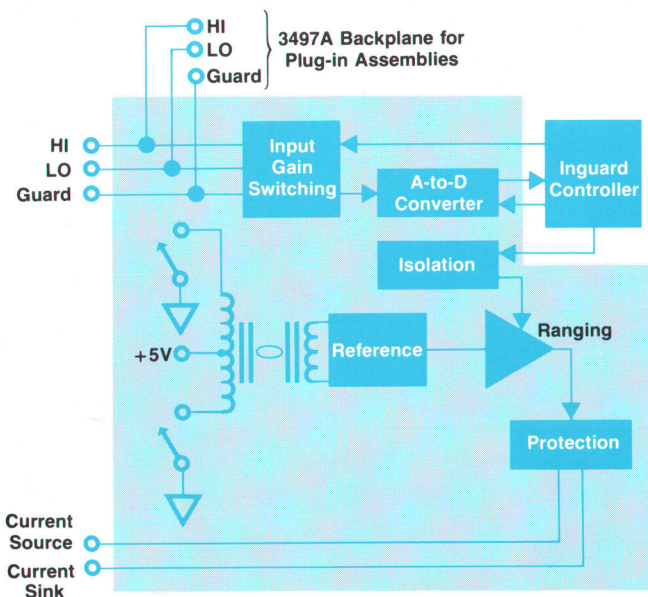 HI
LO
Guard
3497A Backplane for
Plug-in Assemblies
HI
LO
Guard
Input
Gain
Switching
A-to-D
Converter
Inguard
Controller
Isolation
+5V
Reference
Ranging
Protection
Current
Source
Current
Sink